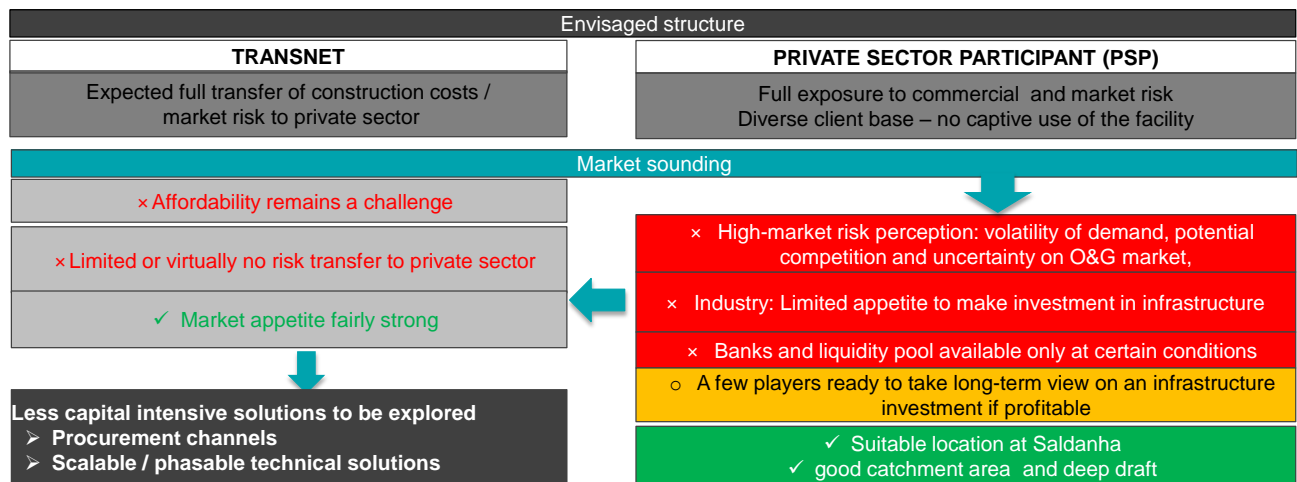 Envisaged structure
TRANSNET
Expected full transfer of construction costs /
market risk to private sector
PRIVATE SECTOR PARTICIPANT (PSP)
Full exposure to commercial and market risk
Diverse client base – no captive use of the facility
Market sounding
× Affordability remains a challenge
× Limited or virtually no risk transfer to private sector
✓ Market appetite fairly strong
Less capital intensive solutions to be explored
➢ Procurement channels
➢ Scalable / phasable technical solutions
× High-market risk perception: volatility of demand, potential
competition and uncertainty on O&G market,
× Industry: Limited appetite to make investment in infrastructure
× Banks and liquidity pool available only at certain conditions
o A few players ready to take long-term view on an infrastructure
investment if profitable
✓ Suitable location at Saldanha
✓ good catchment area and deep draft